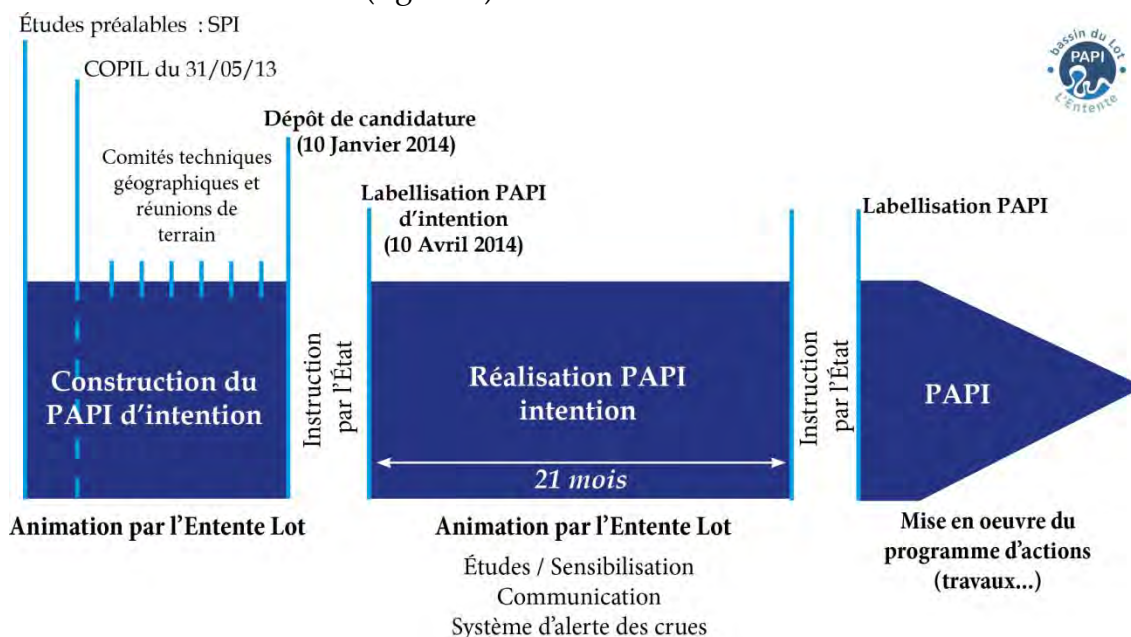 Études préalables : SPI
COPIL du 31/05/13
Comités techniques
géographiques et
réunions de
terrain
Dépôt de candidature
(10 Janvier 2014)
Labellisation PAPI
d'intention
(10 Avril 2014)
Labellisation PAPI
bassin du Lot
PAPI
L'Entente
Construction du
PAPI d'intention
Instruction
par l'État
Réalisation PAPI
intention
21 mois
Instruction
par l'État
PAPI
Animation par l'Entente Lot
Animation par l'Entente Lot
Études / Sensibilisation
Communication
Système d'alerte des crues
Mise en oeuvre du
programme d'actions
(travaux...)